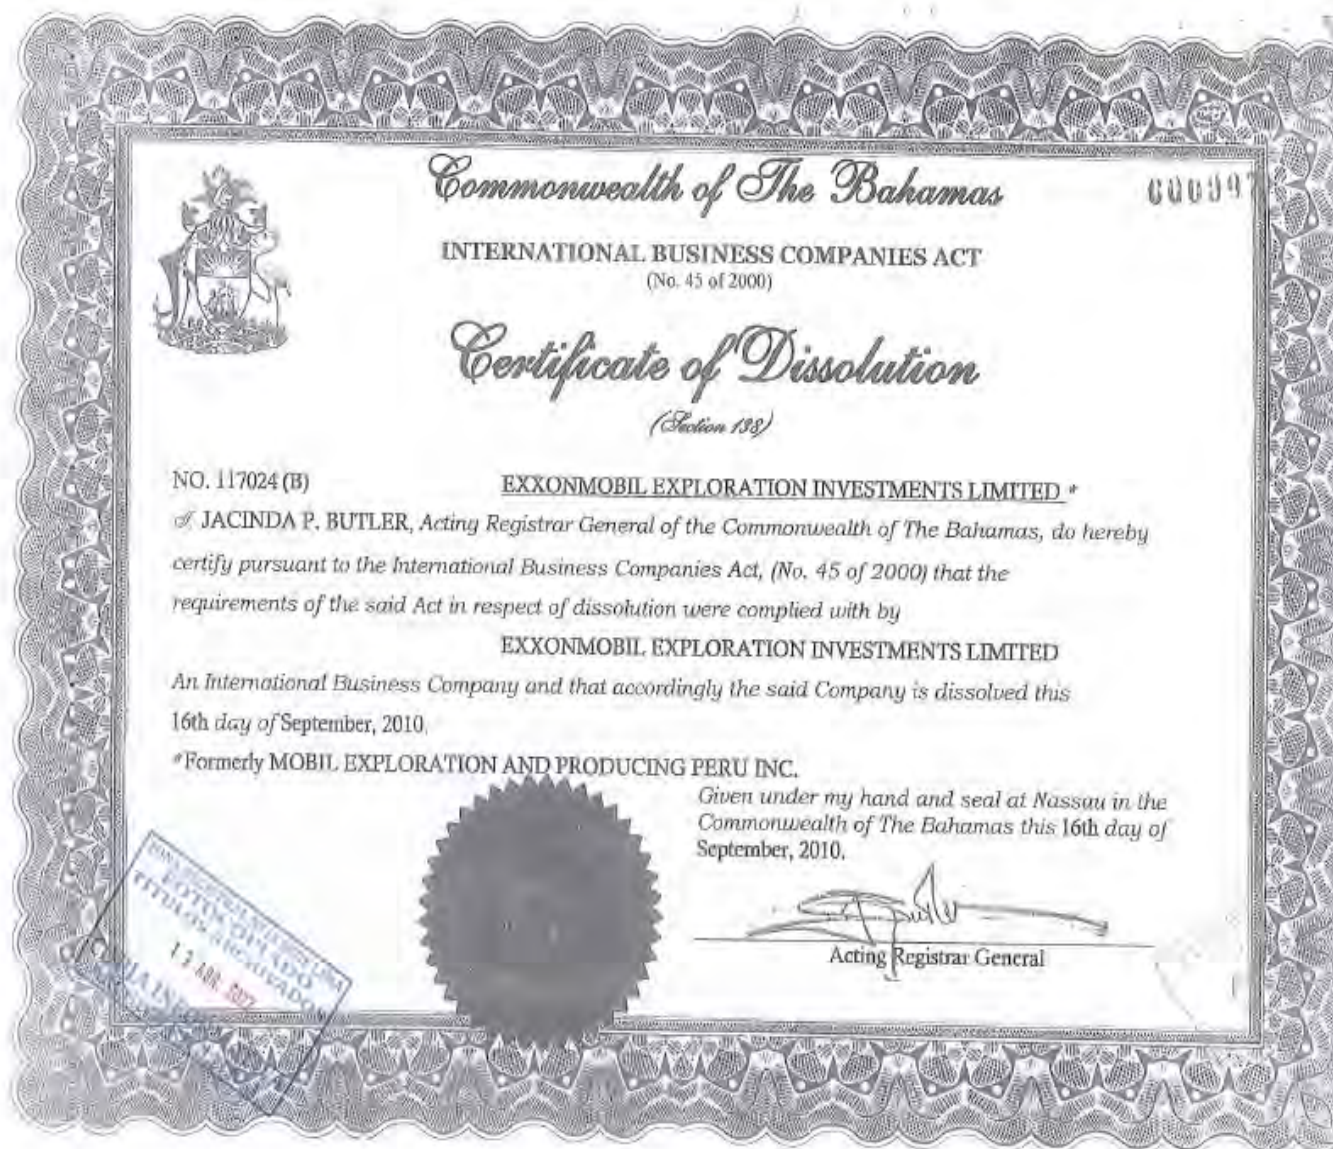 Commonwealth of The Bahamas
INTERNATIONAL BUSINESS COMPANIES ACT
(No. 45 of 2000)
Certificate of Dissolution
(Section 138)
NO. 117024 (B)
EXXONMOBIL EXPLORATION INVESTMENTS LIMITED *
I JACINDA P. BUTLER, Acting Registrar General of the Commonwealth of The Bahamas, do hereby
certify pursuant to the International Business Companies Act, (No. 45 of 2000) that the
requirements of the said Act in respect of dissolution were complied with by
EXXONMOBIL EXPLORATION INVESTMENTS LIMITED
An International Business Company and that accordingly the said Company is dissolved this
16th day of September, 2010.
*Formerly MOBIL EXPLORATION AND PRODUCING PERU INC.
Given under my hand and seal at Nassau in the
Commonwealth of The Bahamas this 16th day of
September, 2010.
Acting Registrar General
FOTOCOPIADO